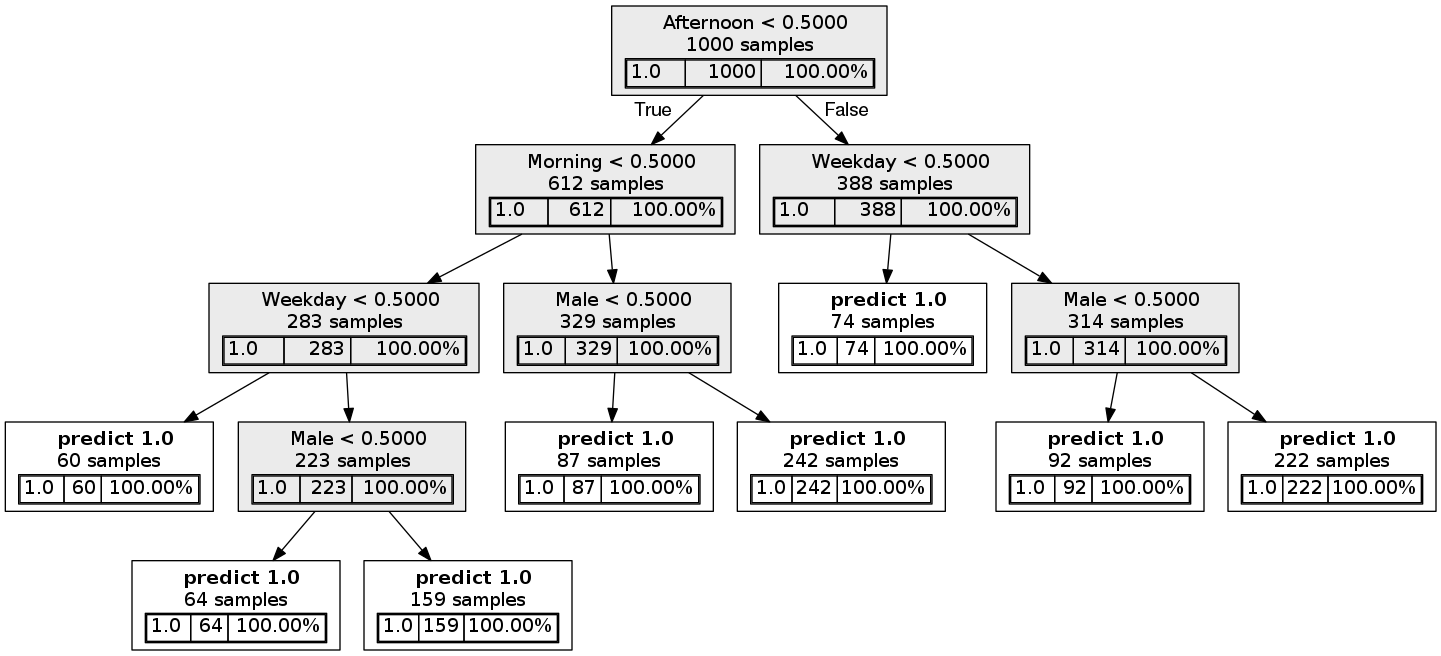 Afternoon < 0.5000
1000 samples
1.0 1000 100.00%
True False
Morning < 0.5000
612 samples
1.0 612 100.00%
Weekday < 0.5000
388 samples
1.0 388 100.00%
Weekday < 0.5000
283 samples
1.0 283 100.00%
Male < 0.5000
329 samples
1.0 329 100.00%
predict 1.0
74 samples
1.0 74 100.00%
Male < 0.5000
314 samples
1.0 314 100.00%
predict 1.0
60 samples
1.0 60 100.00%
Male < 0.5000
223 samples
1.0 223 100.00%
predict 1.0
87 samples
1.0 87 100.00%
predict 1.0
242 samples
1.0 242 100.00%
predict 1.0
92 samples
1.0 92 100.00%
predict 1.0
222 samples
1.0 222 100.00%
predict 1.0
64 samples
1.0 64 100.00%
predict 1.0
159 samples
1.0 159 100.00%